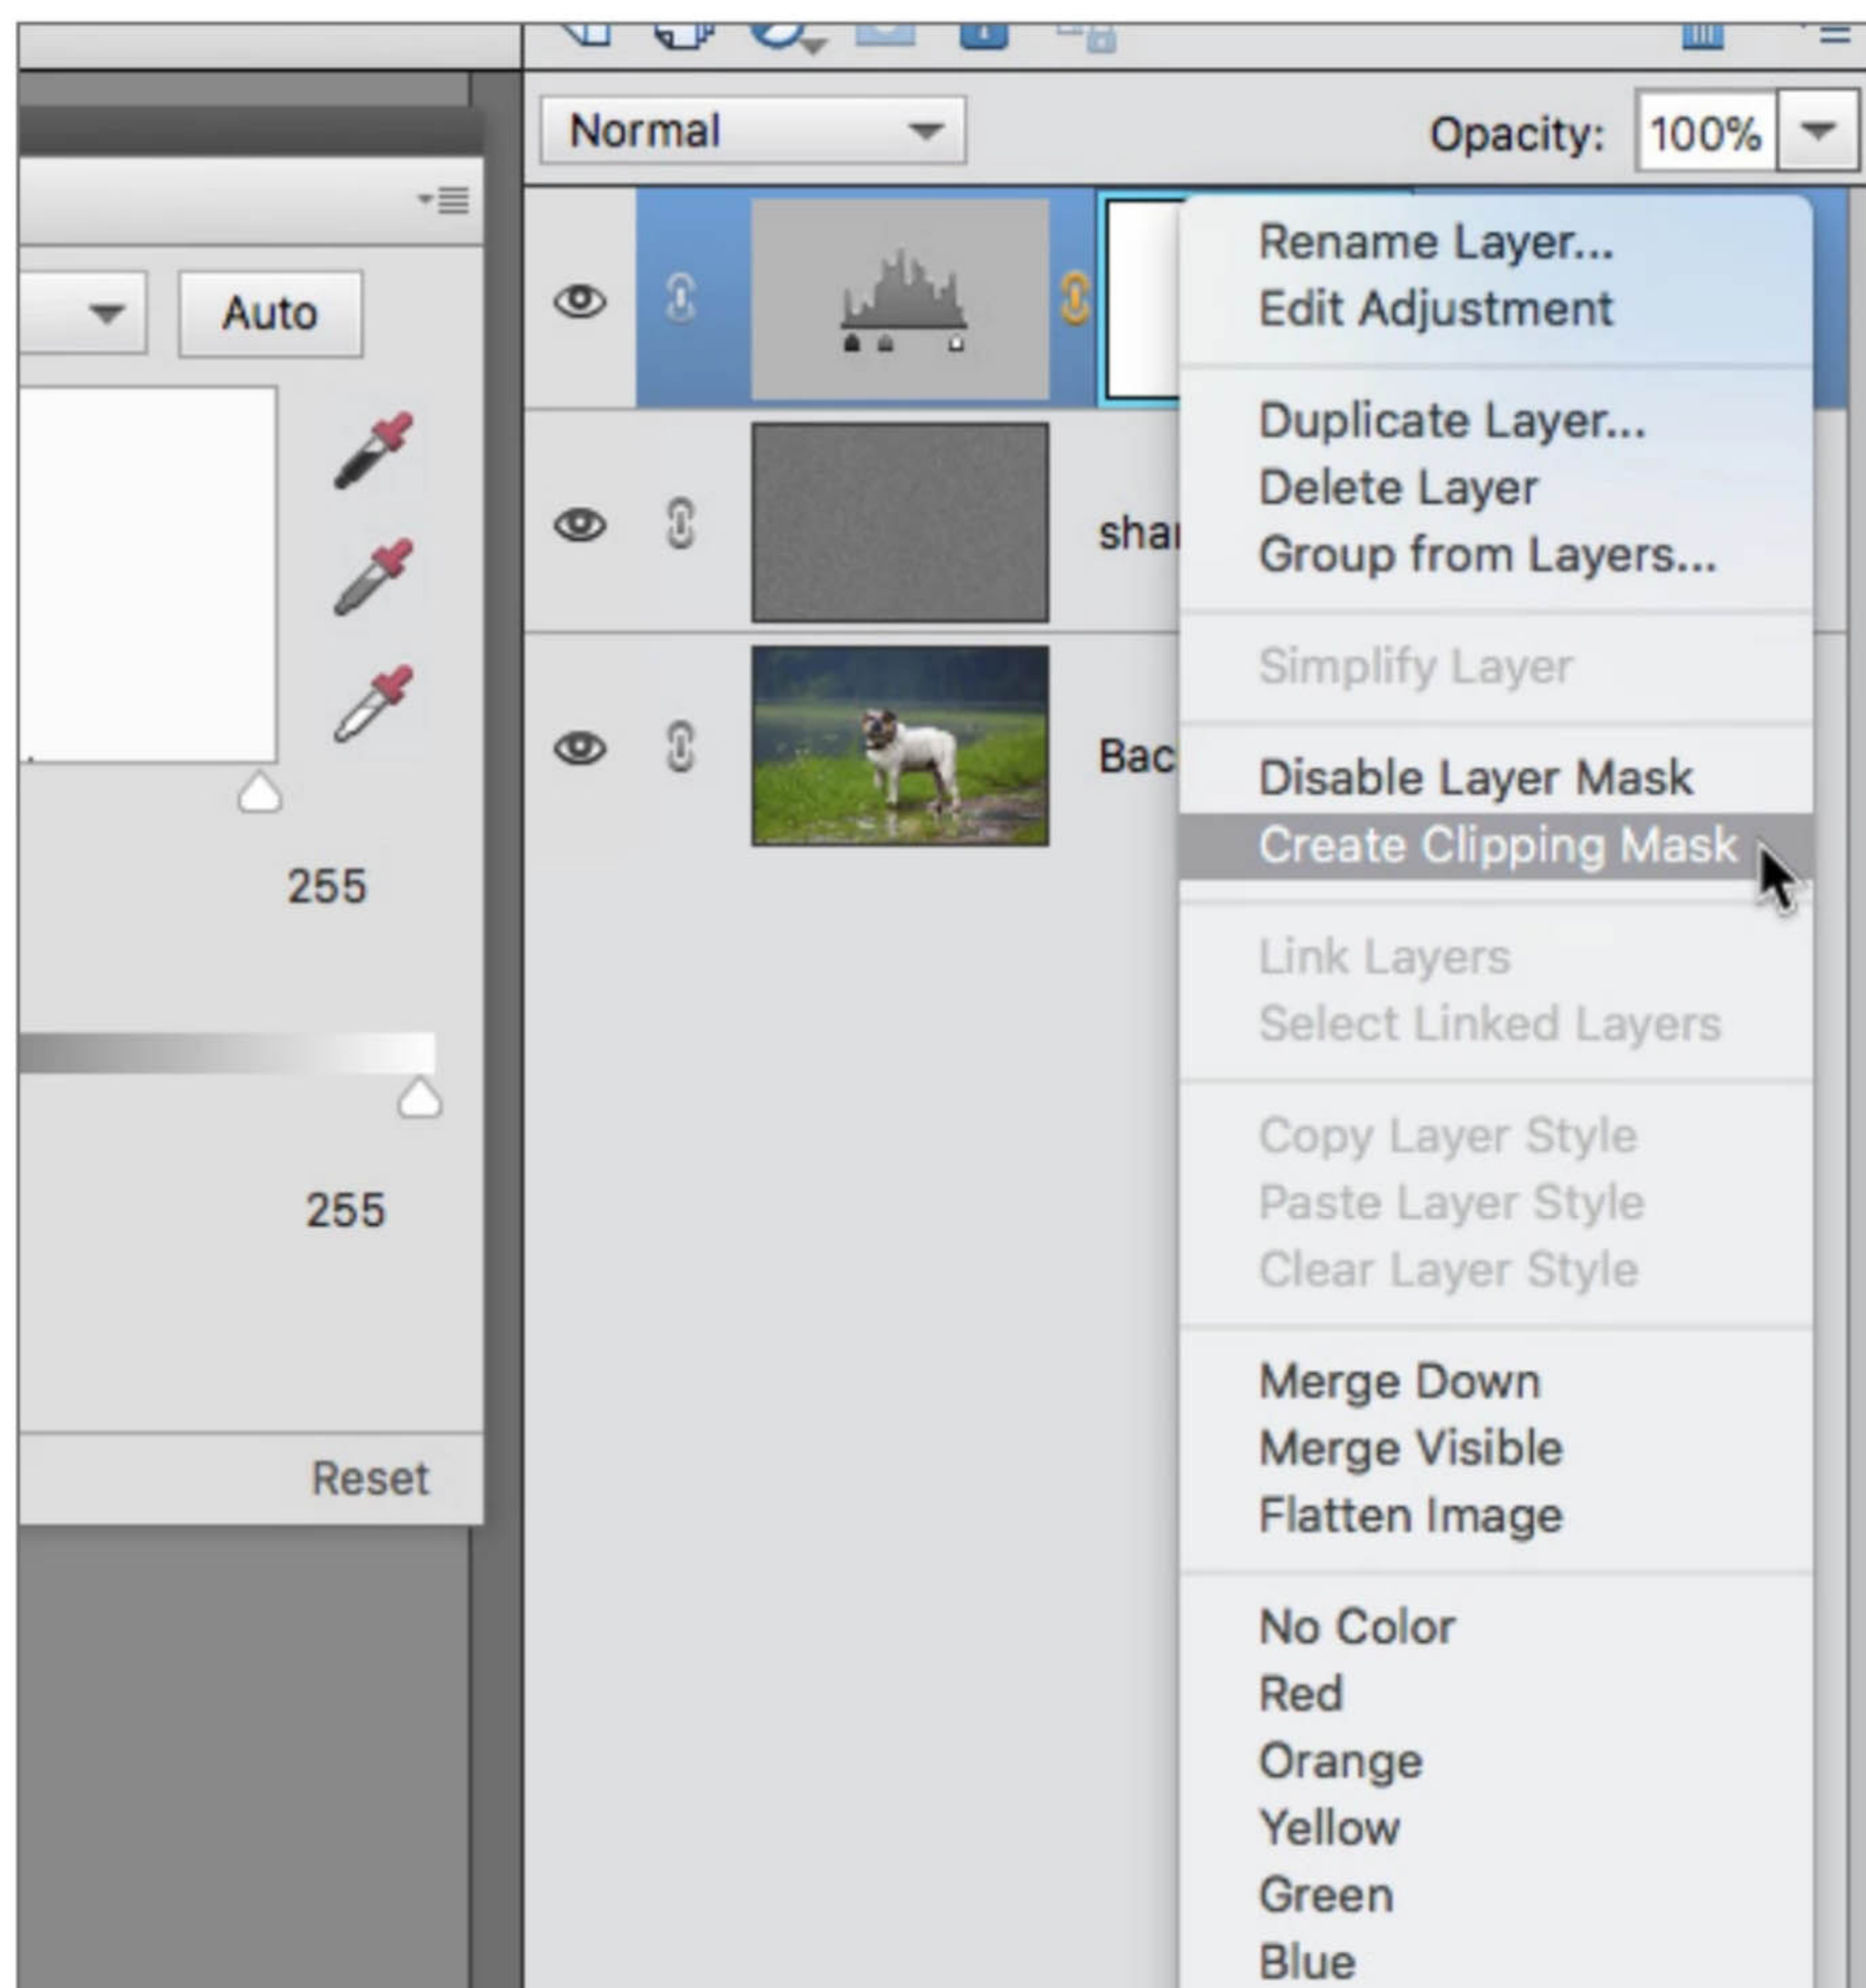 Normal
Opacity: 100%
Auto
255
255
Reset
Rename Layer...
Edit Adjustment
Duplicate Layer...
Delete Layer
Group from Layers...
Simplify Layer
Disable Layer Mask
Create Clipping Mask
Link Layers
Select Linked Layers
Copy Layer Style
Paste Layer Style
Clear Layer Style
Merge Down
Merge Visible
Flatten Image
No Color
Red
Orange
Yellow
Green
Blue